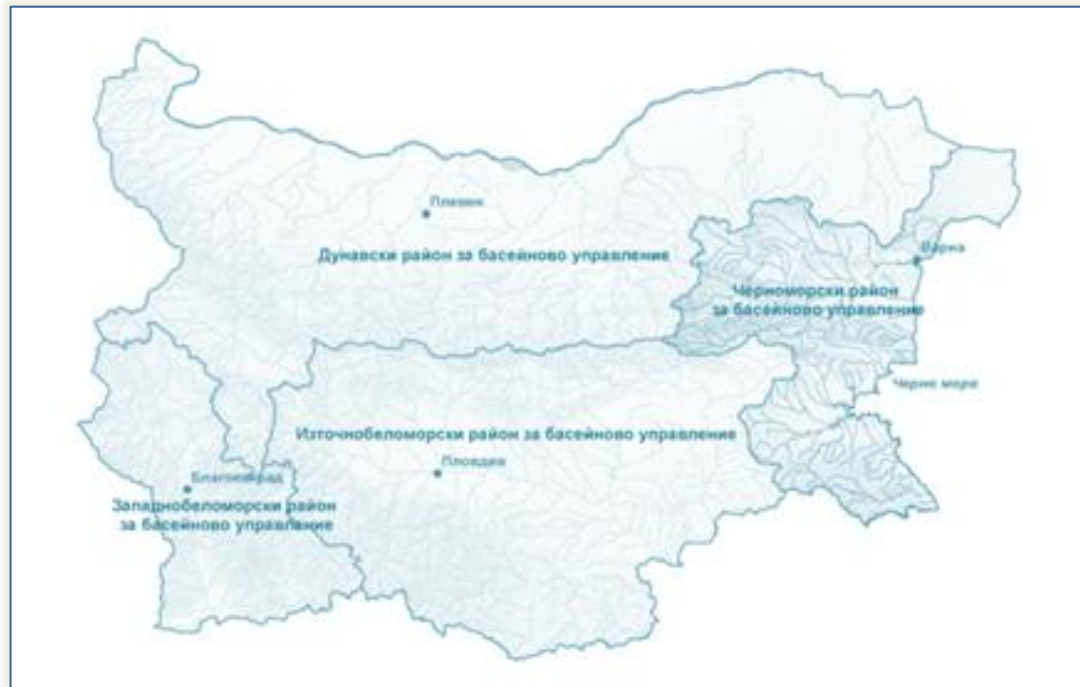 Плевен
Дунавски район за басейново управление
Варна
Черноморски район
за басейново управление
Черно море
Източнобеломорски район за басейново управление
Пловдив
Благоевград
Западнобеломорски район
за басейново управление